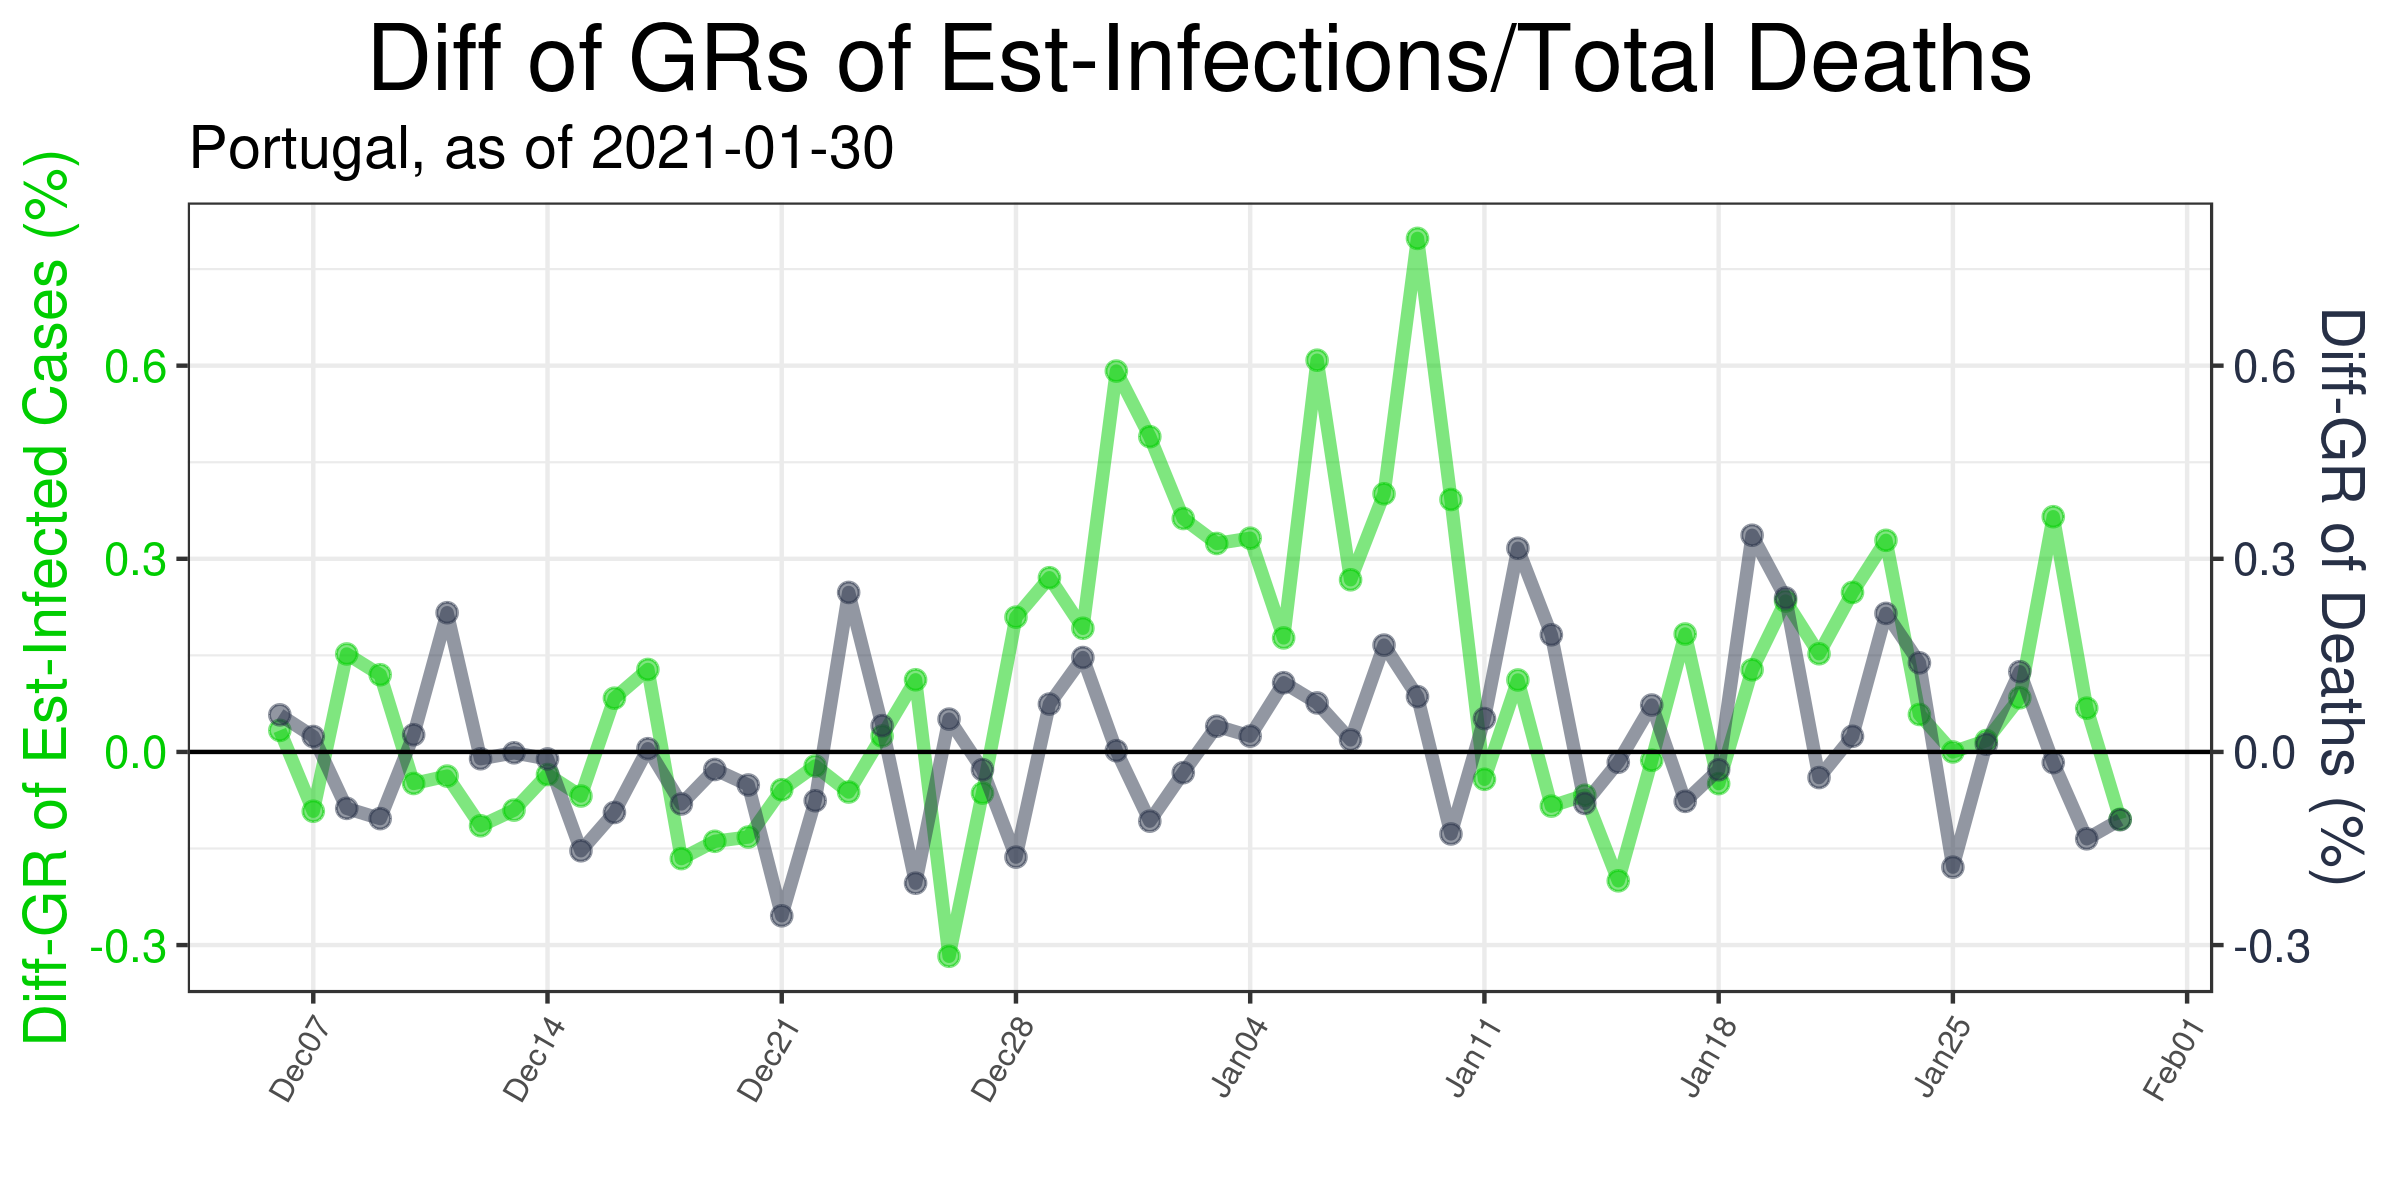 Diff of GRs of Est-Infections/Total Deaths
Portugal, as of 2021-01-30
Diff-GR of Est-Infected Cases (%)
0.6
0.3
0.0
-0.3
0.6
0.3
0.0
-0.3
Diff-GR of Deaths (%)
Dec07
Dec14
Dec21
Dec28
Jan04
Jan11
Jan18
Jan25
Feb01